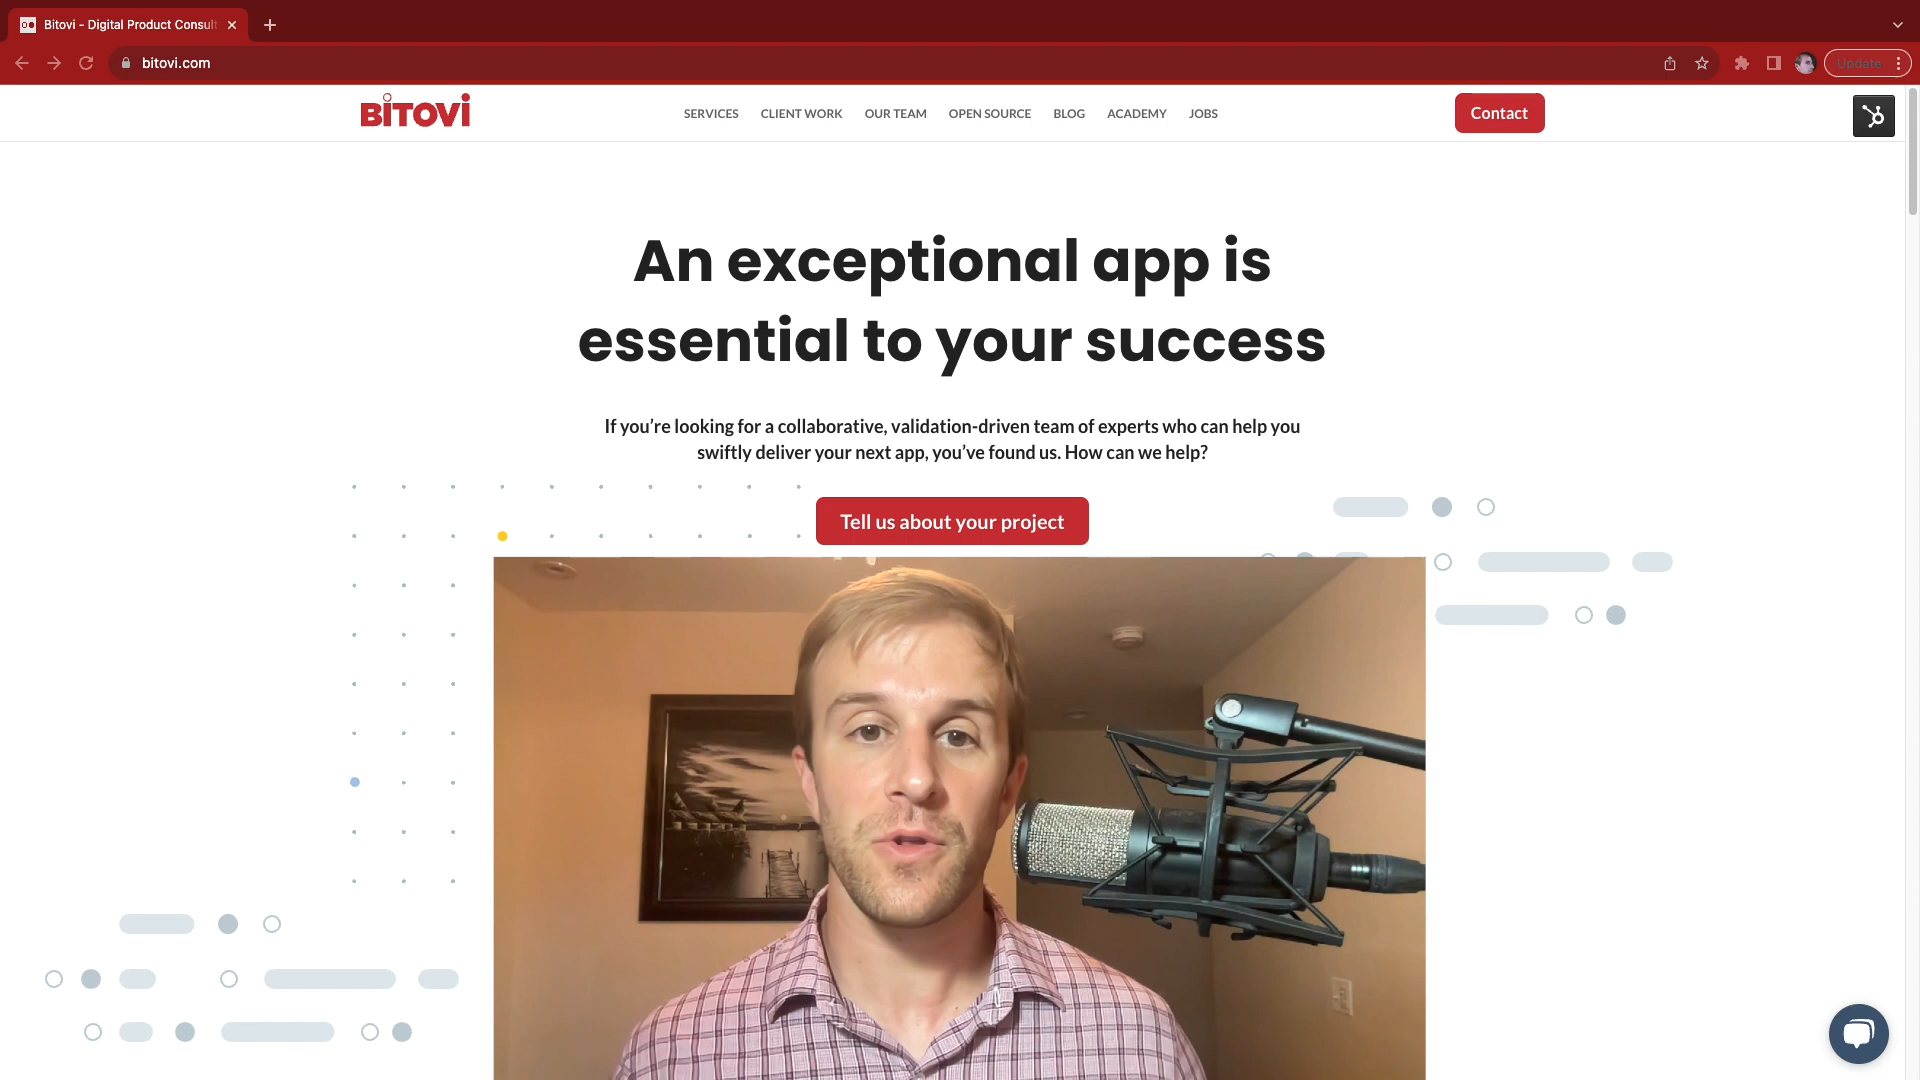 Bitovi - Digital Product Consult
bitovi.com
Update
BITOVI
SERVICES
CLIENT WORK
OUR TEAM
OPEN SOURCE
BLOG
ACADEMY
JOBS
Contact
An exceptional app is
essential to your success
If you’re looking for a collaborative, validation-driven team of experts who can help you
swiftly deliver your next app, you’ve found us. How can we help?
Tell us about your project